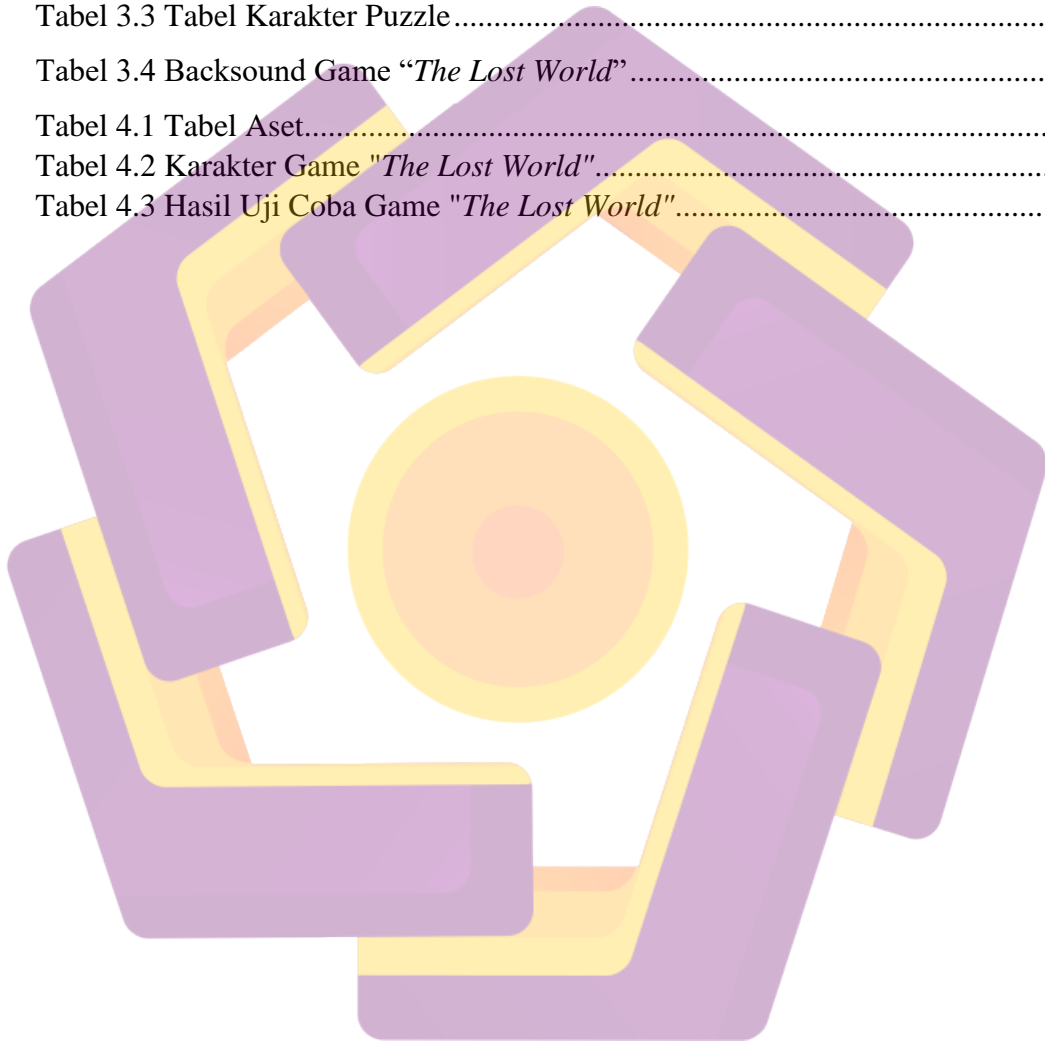 Tabel 3.3 Tabel Karakter Puzzle........................................................................
Tabel 3.4 Backsound Game “The Lost World”..................................................
Tabel 4.1 Tabel Aset..........................................................................................
Tabel 4.2 Karakter Game "The Lost World"......................................................
Tabel 4.3 Hasil Uji Coba Game "The Lost World"............................................